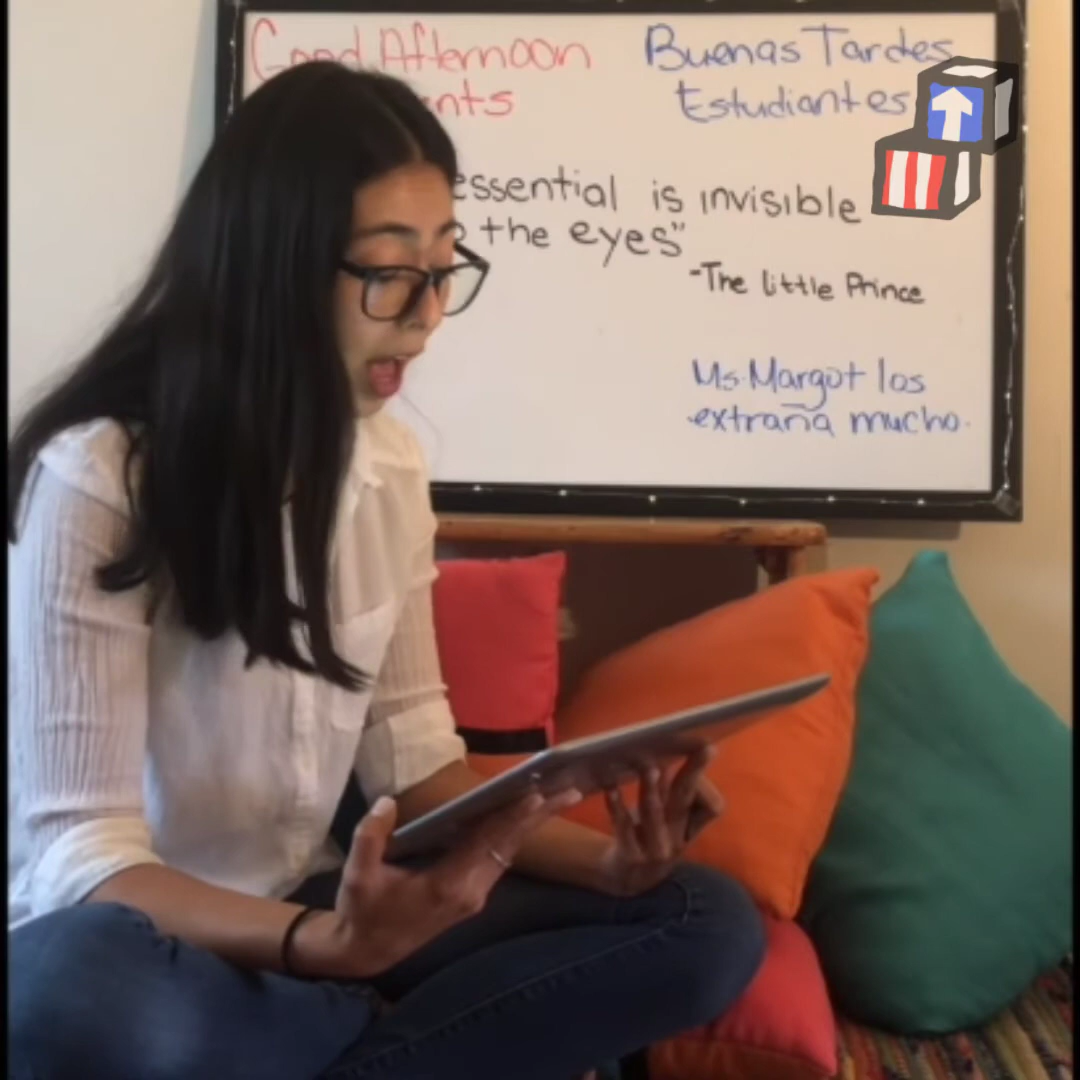 Good Afternoon
Buenas Tardes
Estudiantes
essential is invisible
the eyes"
-The little Prince
Ms. Margot los
extraña mucho.